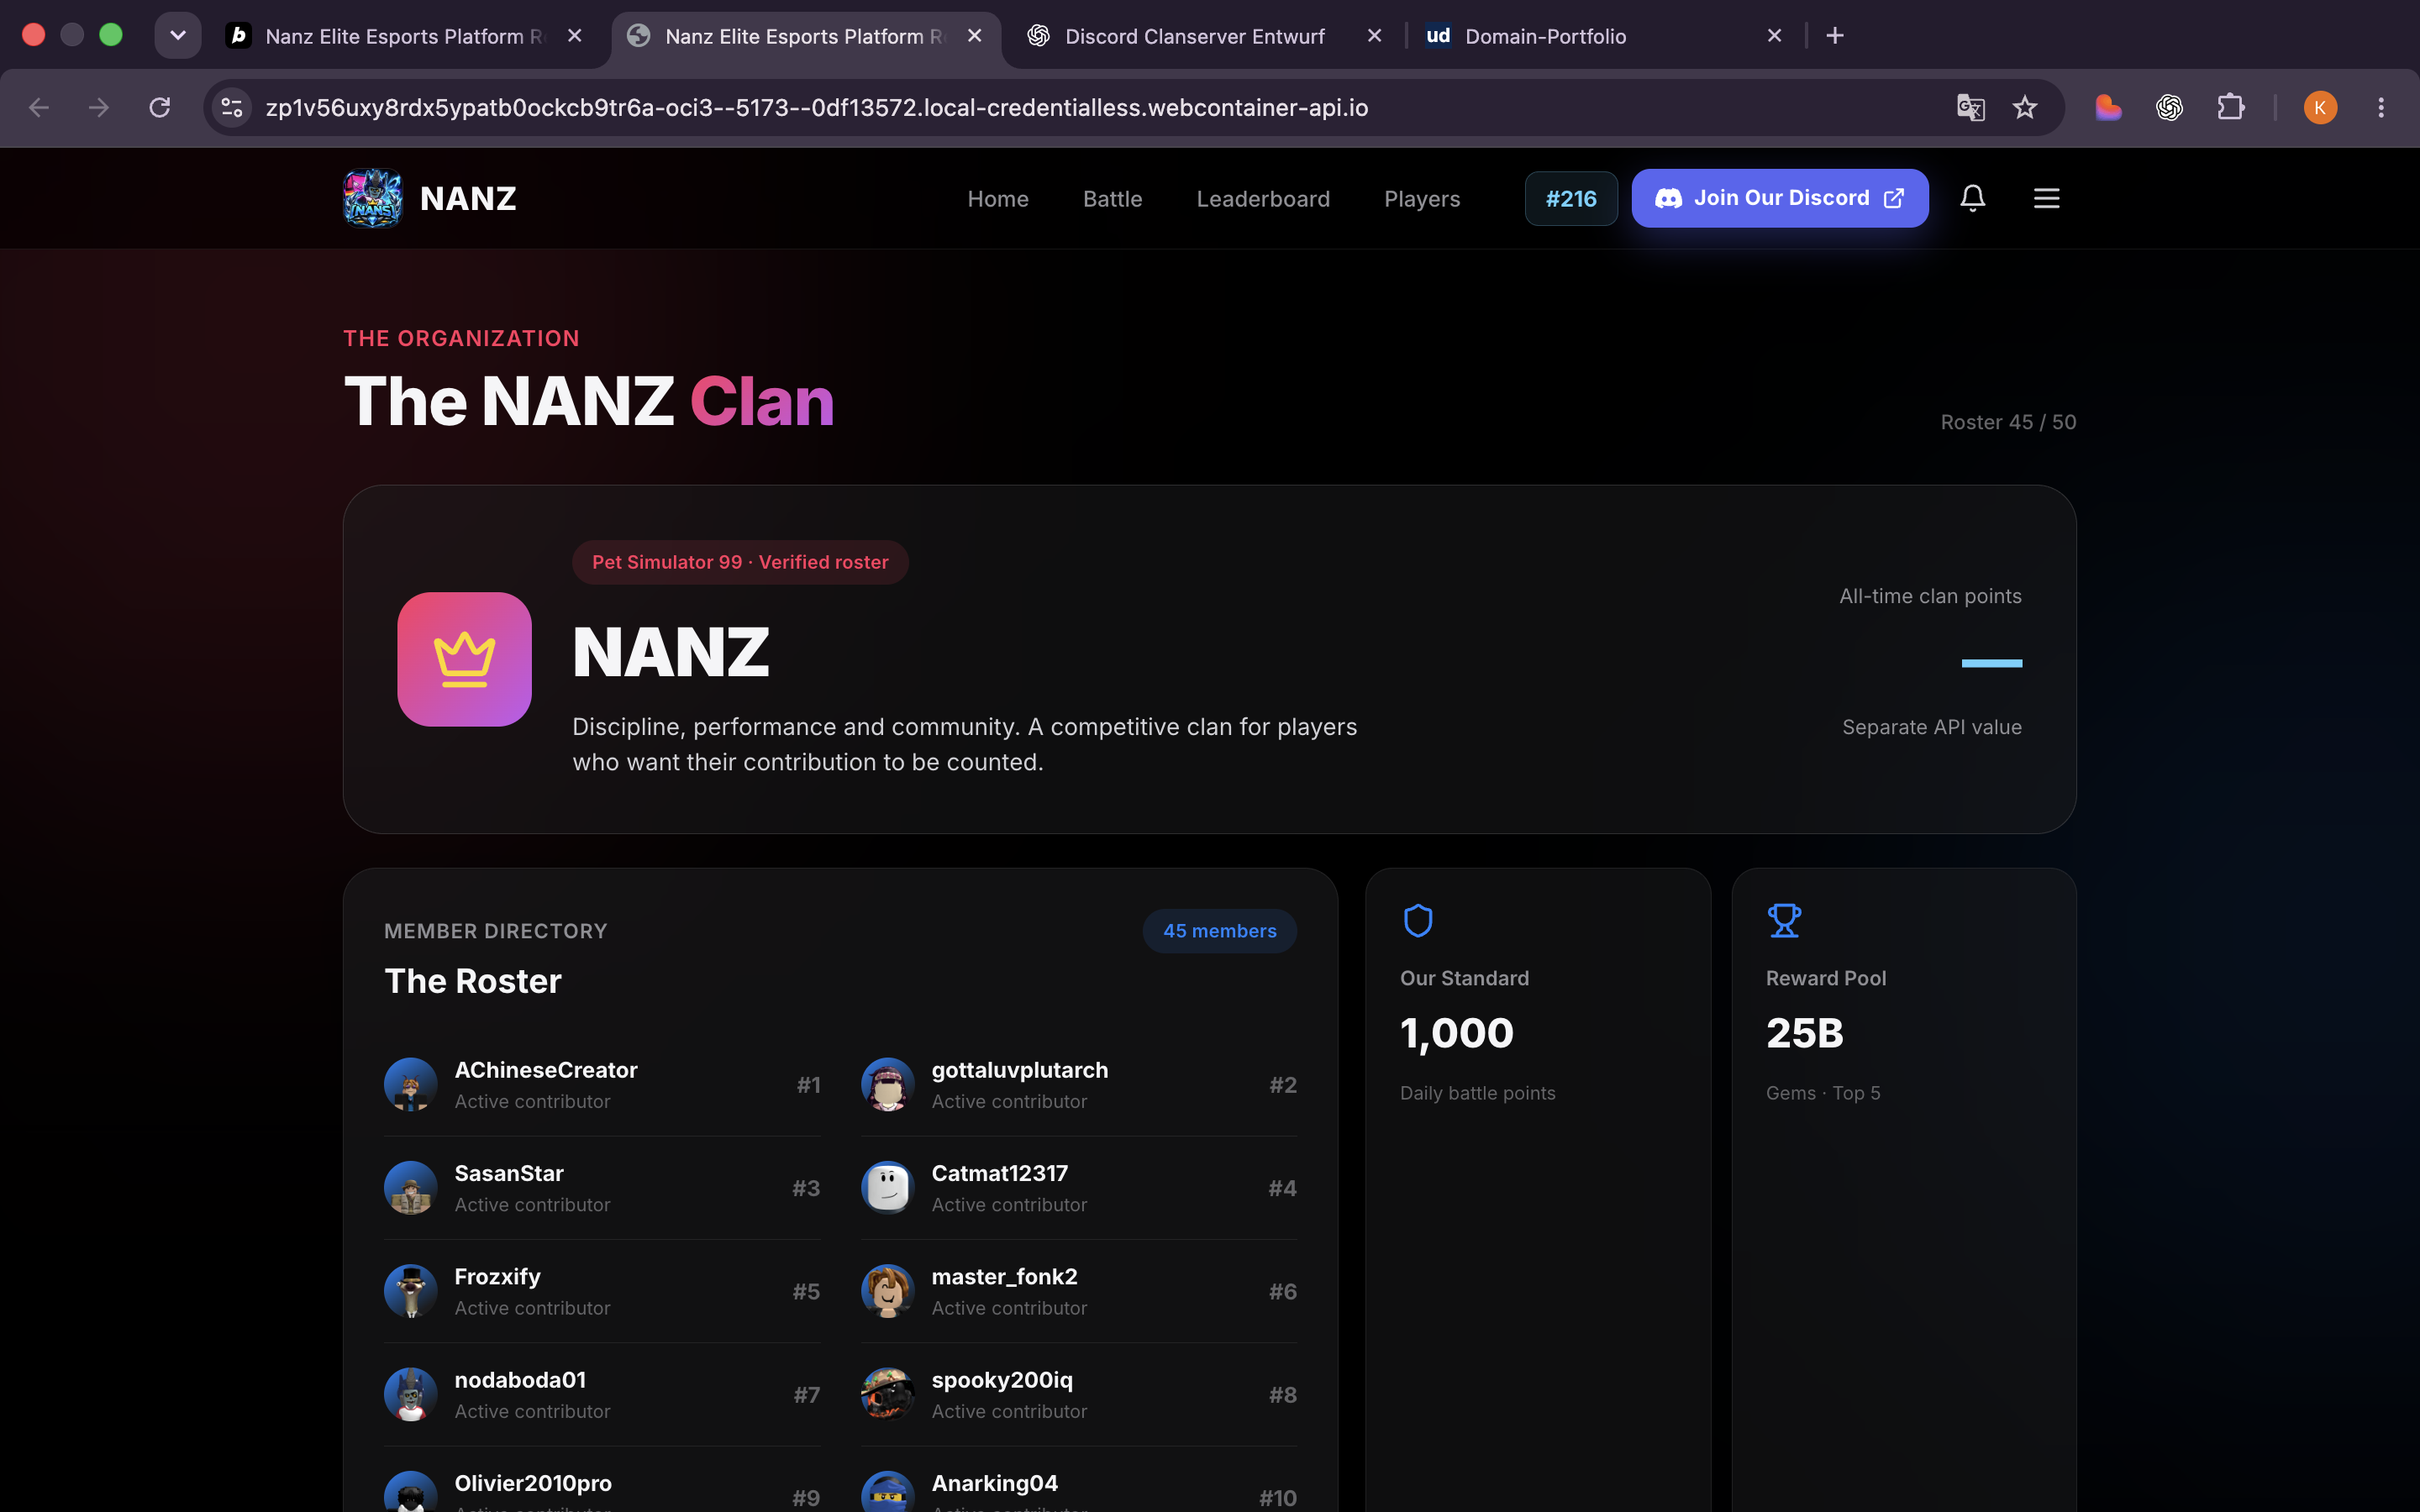 Nanz Elite Esports Platform R
Nanz Elite Esports Platform R
Discord Clanserver Entwurf
ud
Domain-Portfolio
zp1v56uxy8rdx5ypatb0ockcb9tr6a-oci3--5173--0df13572.local-credentialless.webcontainer-api.io
K
NANS
NANZ
Home
Battle
Leaderboard
Players
#216
Join Our Discord
THE ORGANIZATION
The NANZ Clan
Roster 45 / 50
Pet Simulator 99 · Verified roster
NANZ
Discipline, performance and community. A competitive clan for players
who want their contribution to be counted.
All-time clan points
—
Separate API value
MEMBER DIRECTORY
45 members
The Roster
AChineseCreator
Active contributor
#1
gottaluvplutarch
Active contributor
#2
SasanStar
Active contributor
#3
Catmat12317
Active contributor
#4
Frozxify
Active contributor
#5
master_fonk2
Active contributor
#6
nodaboda01
Active contributor
#7
spooky200iq
Active contributor
#8
Olivier2010pro
#9
Anarking04
#10
Our Standard
1,000
Daily battle points
Reward Pool
25B
Gems · Top 5